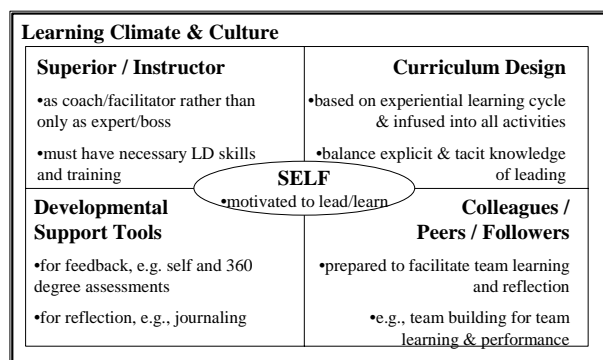 Learning Climate & Culture
Superior / Instructor
•as coach/facilitator rather than
only as expert/boss
•must have necessary LD skills
and training
Curriculum Design
•based on experiential learning cycle
& infused into all activities
•balance explicit & tacit knowledge
of leading
SELF
•motivated to lead/learn
Developmental
Support Tools
•for feedback, e.g. self and 360
degree assessments
•for reflection, e.g., journaling
Colleagues /
Peers / Followers
•prepared to facilitate team learning
and reflection
•e.g., team building for team
learning & performance